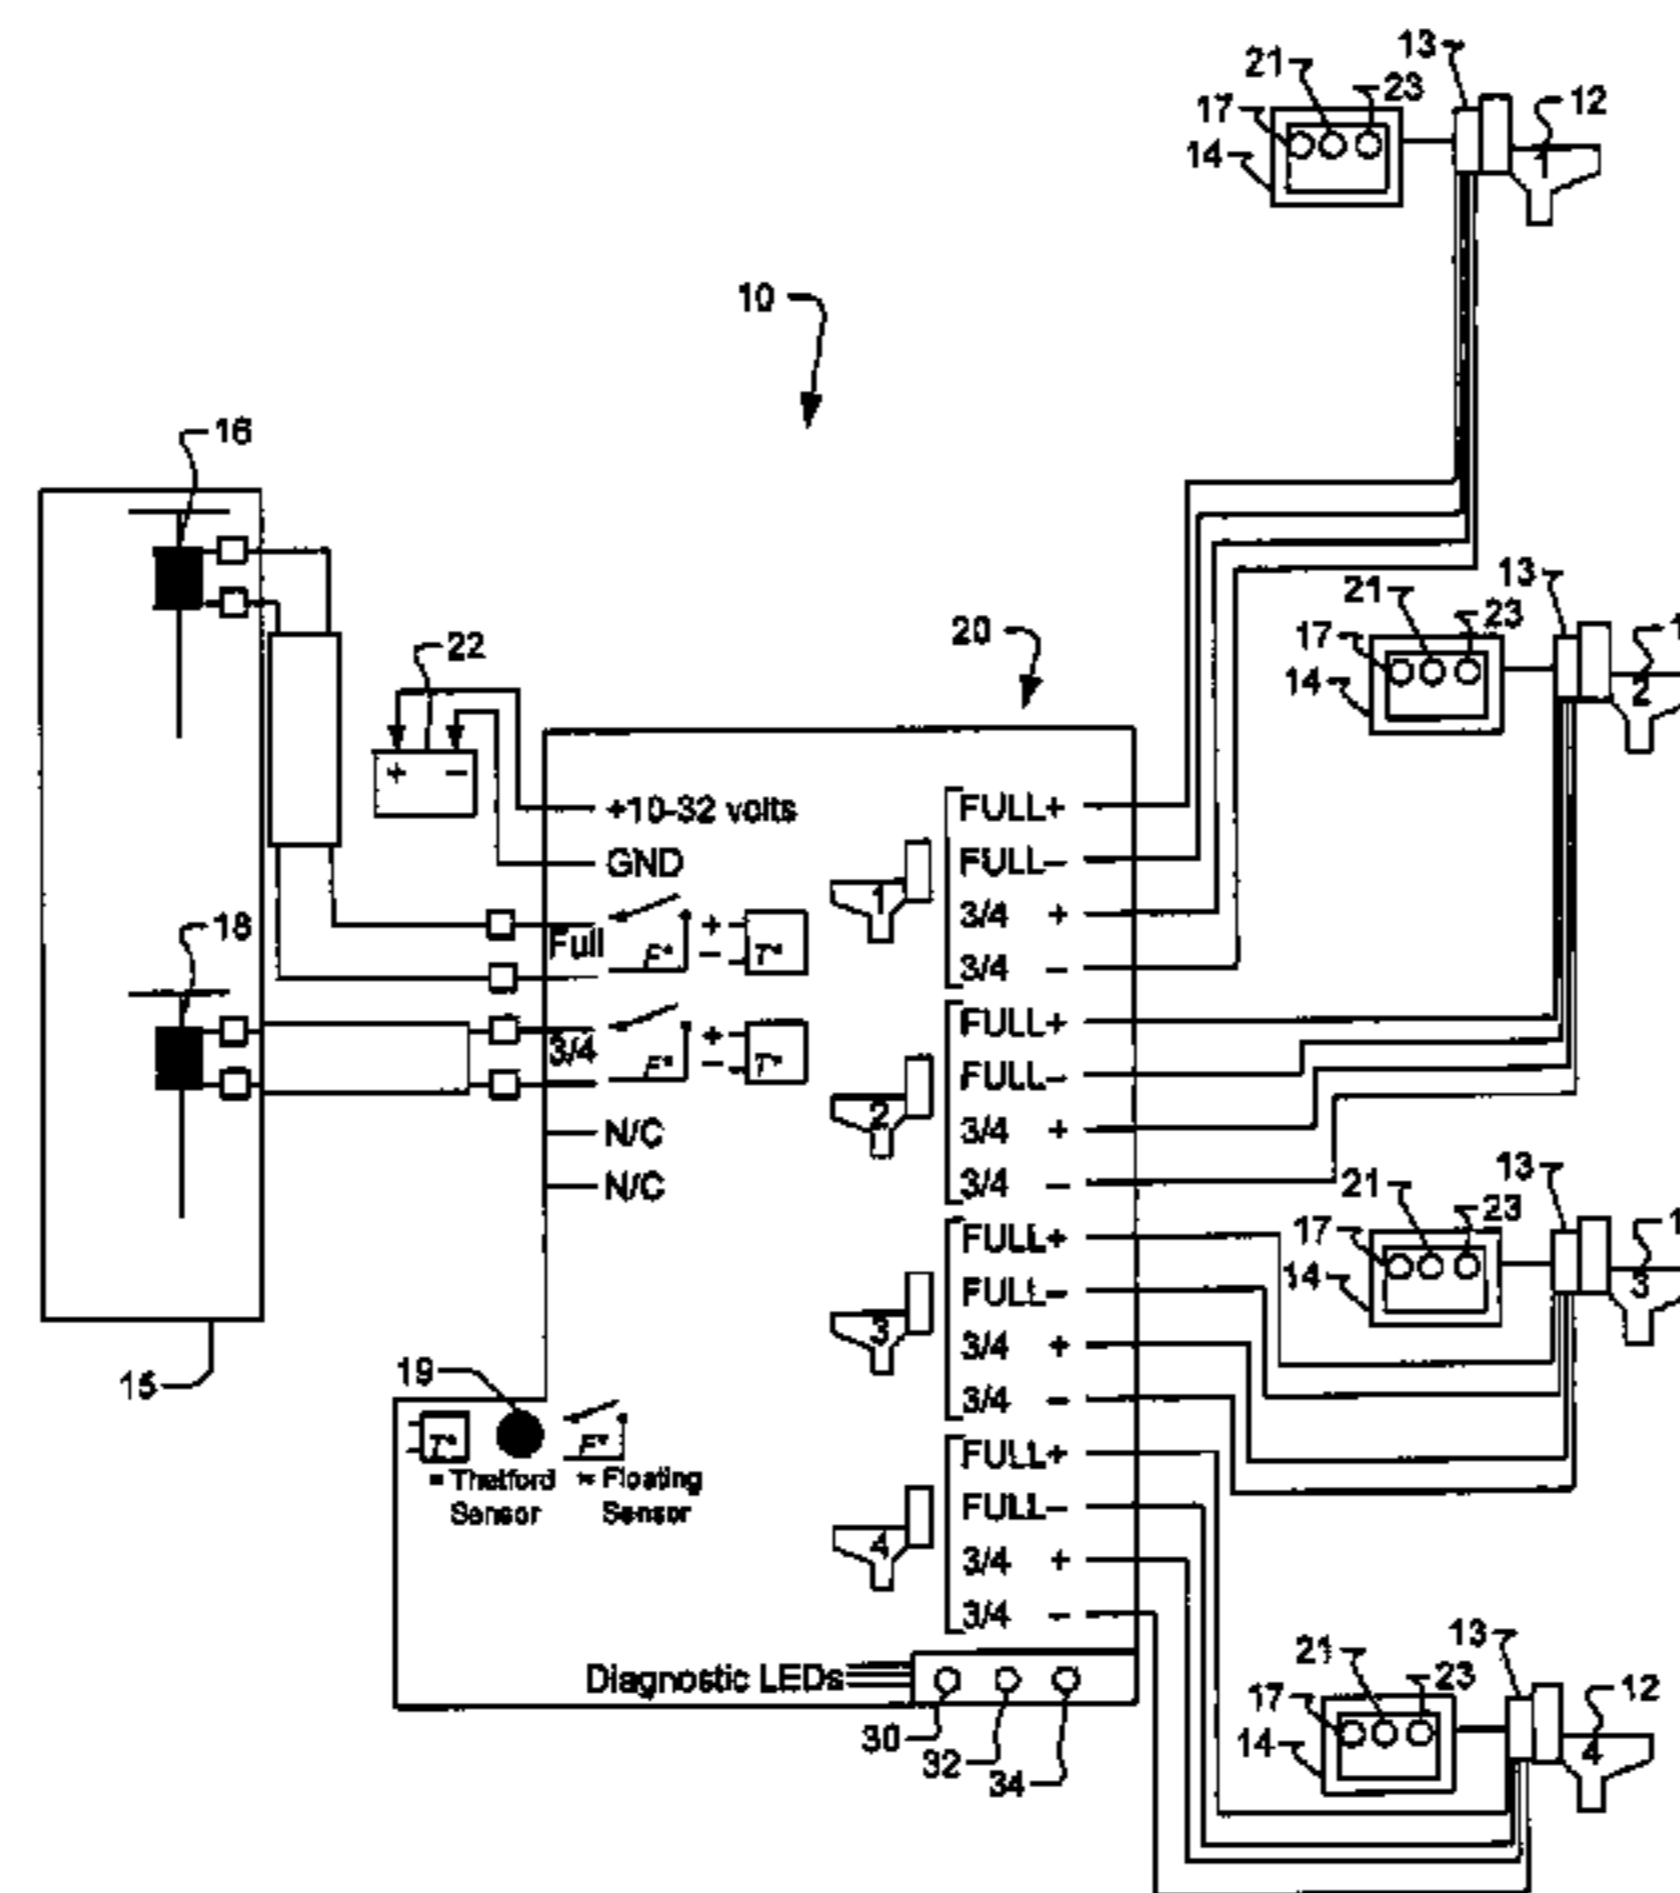 13
21
23
17
12
14
1
10
16
13
21
23
20
17
22
14
2
+ −
+10-32 volts
FULL+
GND
FULL−
1
18
Full
F*
+
−
T*
3/4 +
3/4 −
3/4
F*
+
−
T*
FULL+
FULL−
2
N/C
3/4 +
N/C
3/4 −
13
21
23
17
14
3
FULL+
FULL−
3
3/4 +
3/4 −
15
19
T*
F*
= Thetford
Sensor
= Floating
Sensor
FULL+
FULL−
4
3/4 +
3/4 −
Diagnostic LEDs
30
32
34
13
21
23
17
12
14
4